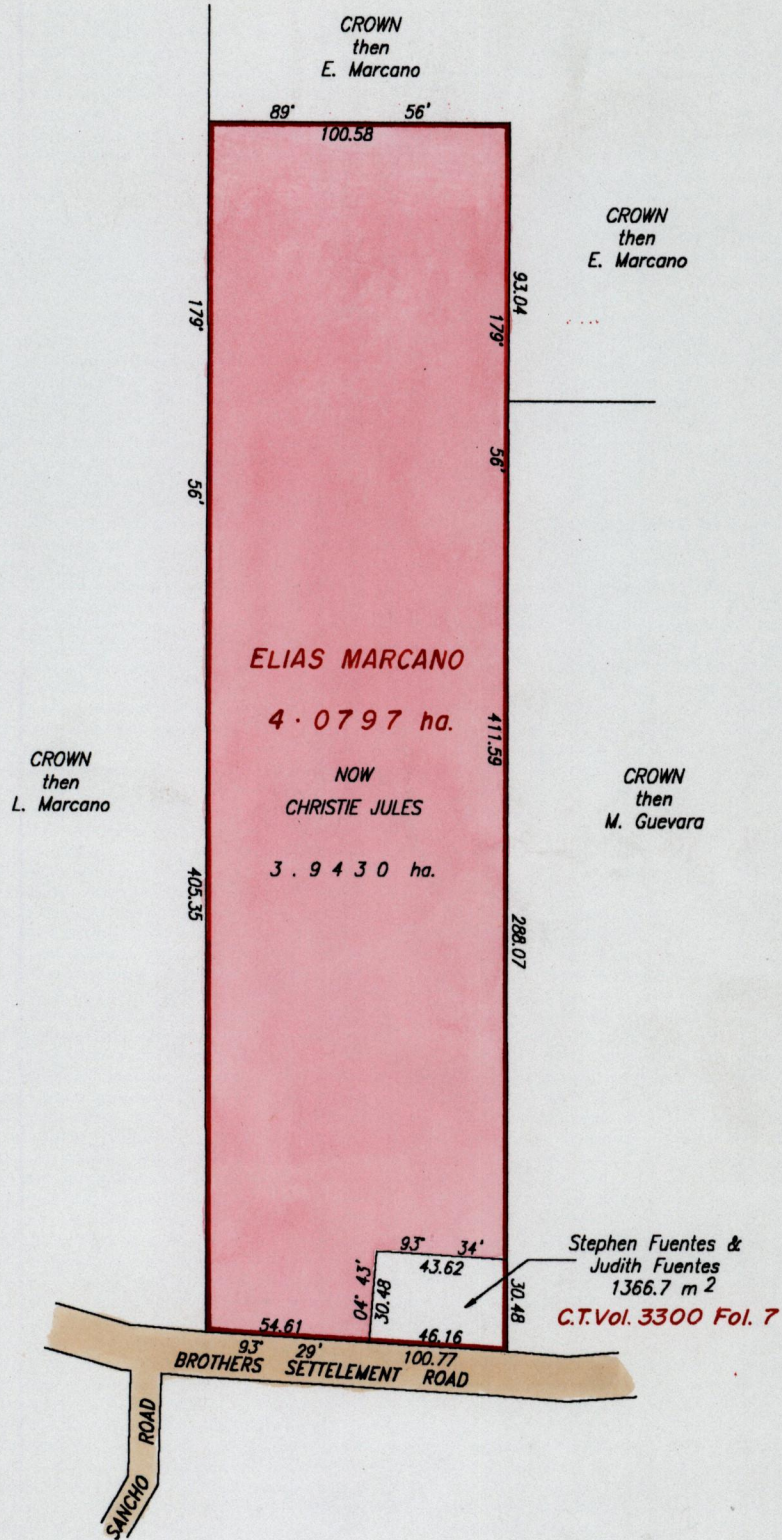 CROWN
then
E. Marcano
89° 56'
100.58
CROWN
then
E. Marcano
93.04
179°
179°
56'
56'
ELIAS MARCANO
4·0797 ha.
411.59
NOW
CHRISTIE JULES
3.9430 ha.
CROWN
then
L. Marcano
CROWN
then
M. Guevara
405.35
288.07
93° 34'
43.62
04° 43'
30.48
30.48
Stephen Fuentes &
Judith Fuentes
1366.7 m²
C.T.Vol. 3300 Fol. 7
54.61
46.16
93° 29'
100.77
BROTHERS SETTELEMENT ROAD
SANCHO ROAD